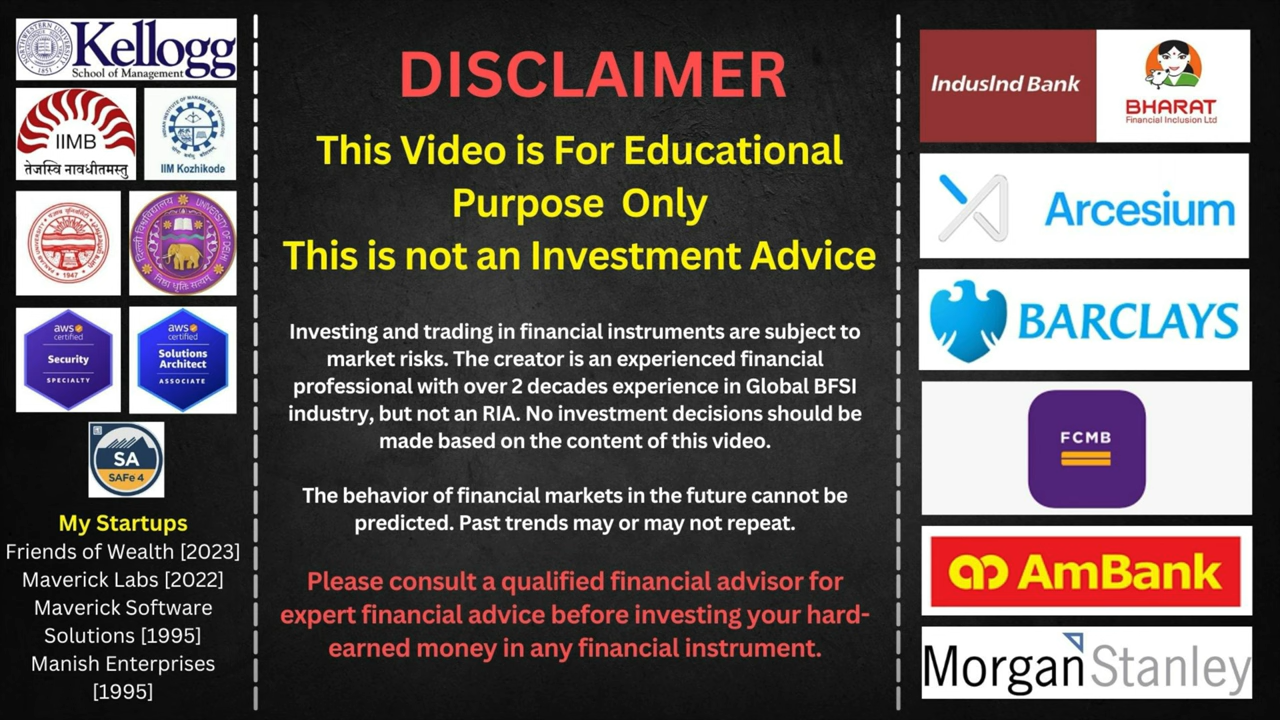 Kellogg
School of Management
IIMB
तेजस्वि नावधीतमस्तु
IIM Kozhikode
1947
UNIVERSITY OF DELHI
aws
certified
Security
SPECIALTY
aws
certified
Solutions
Architect
ASSOCIATE
SA
SAFe 4
My Startups
Friends of Wealth [2023]
Maverick Labs [2022]
Maverick Software
Solutions [1995]
Manish Enterprises
[1995]
DISCLAIMER
This Video is For Educational
Purpose Only
This is not an Investment Advice
Investing and trading in financial instruments are subject to
market risks. The creator is an experienced financial
professional with over 2 decades experience in Global BFSI
industry, but not an RIA. No investment decisions should be
made based on the content of this video.
The behavior of financial markets in the future cannot be
predicted. Past trends may or may not repeat.
Please consult a qualified financial advisor for
expert financial advice before investing your hard-
earned money in any financial instrument.
IndusInd Bank
BHARAT
Financial Inclusion Ltd
Arcesium
BARCLAYS
FCMB
AmBank
Morgan Stanley